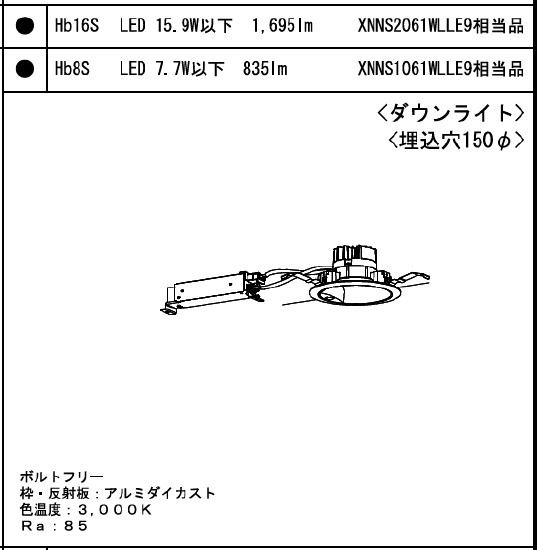 ● Hb16S LED 15.9W以下 1,695lm XNNS2061WLLE9相当品
● Hb8S LED 7.7W以下 835lm XNNS1061WLLE9相当品
〈ダウンライト〉
〈埋込穴150φ〉
ボルトフリー
枠・反射板：アルミダイカスト
色温度：3,000K
Ra：85